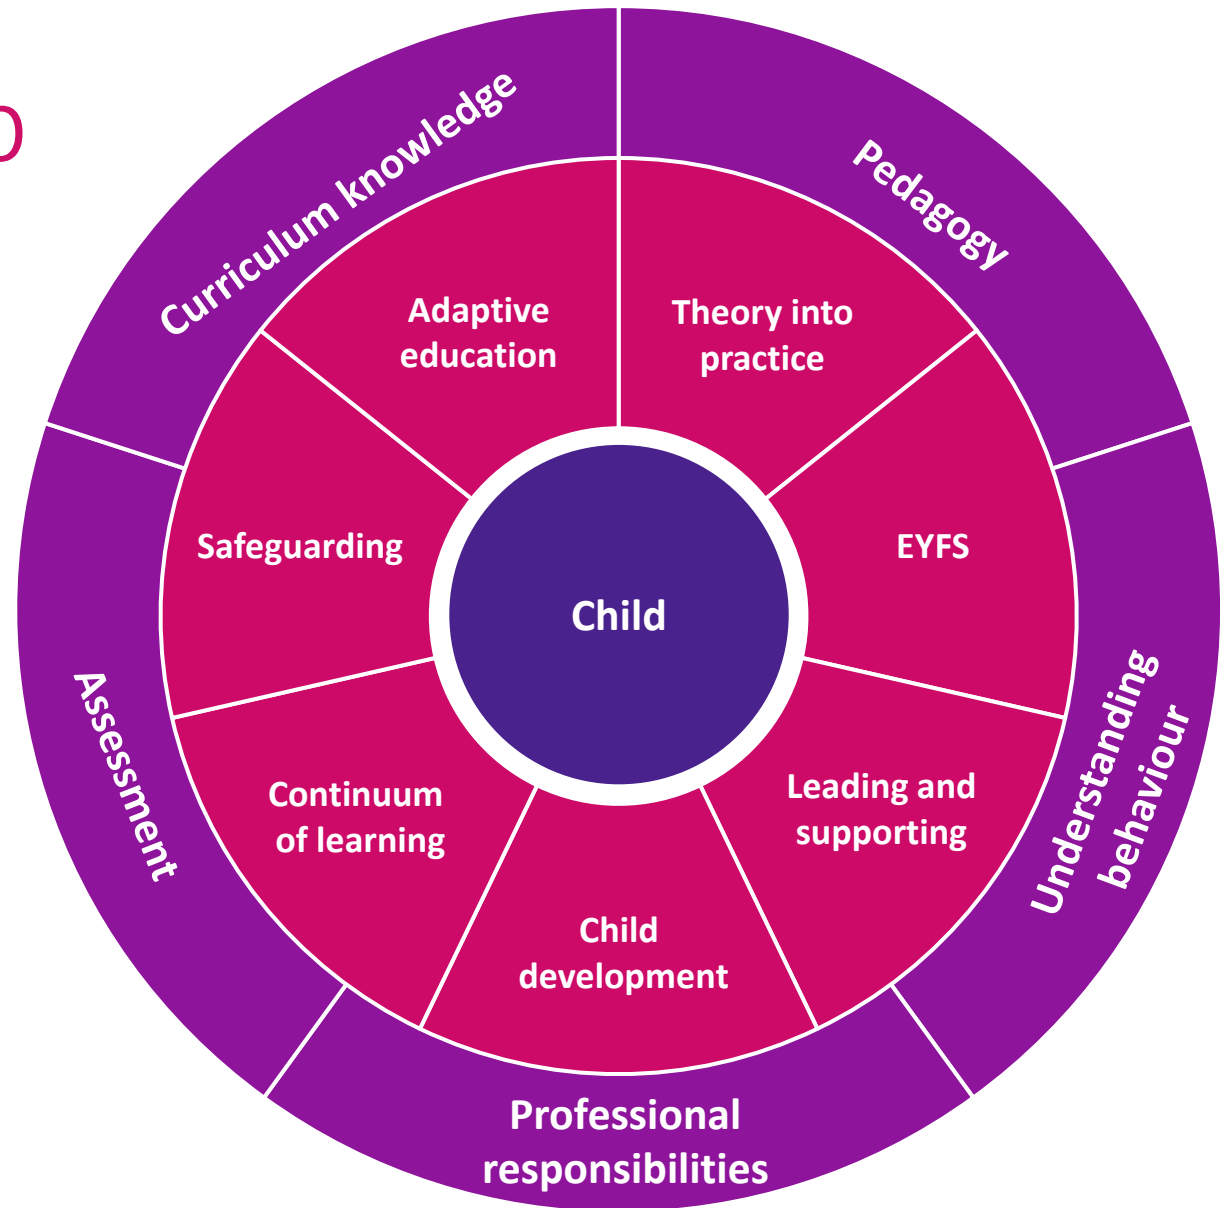 Curriculum knowledge
Pedagogy
Adaptive
education
Theory into
practice
Safeguarding
EYFS
Child
Assessment
Understanding
behaviour
Continuum
of learning
Leading and
supporting
Child
development
Professional
responsibilities